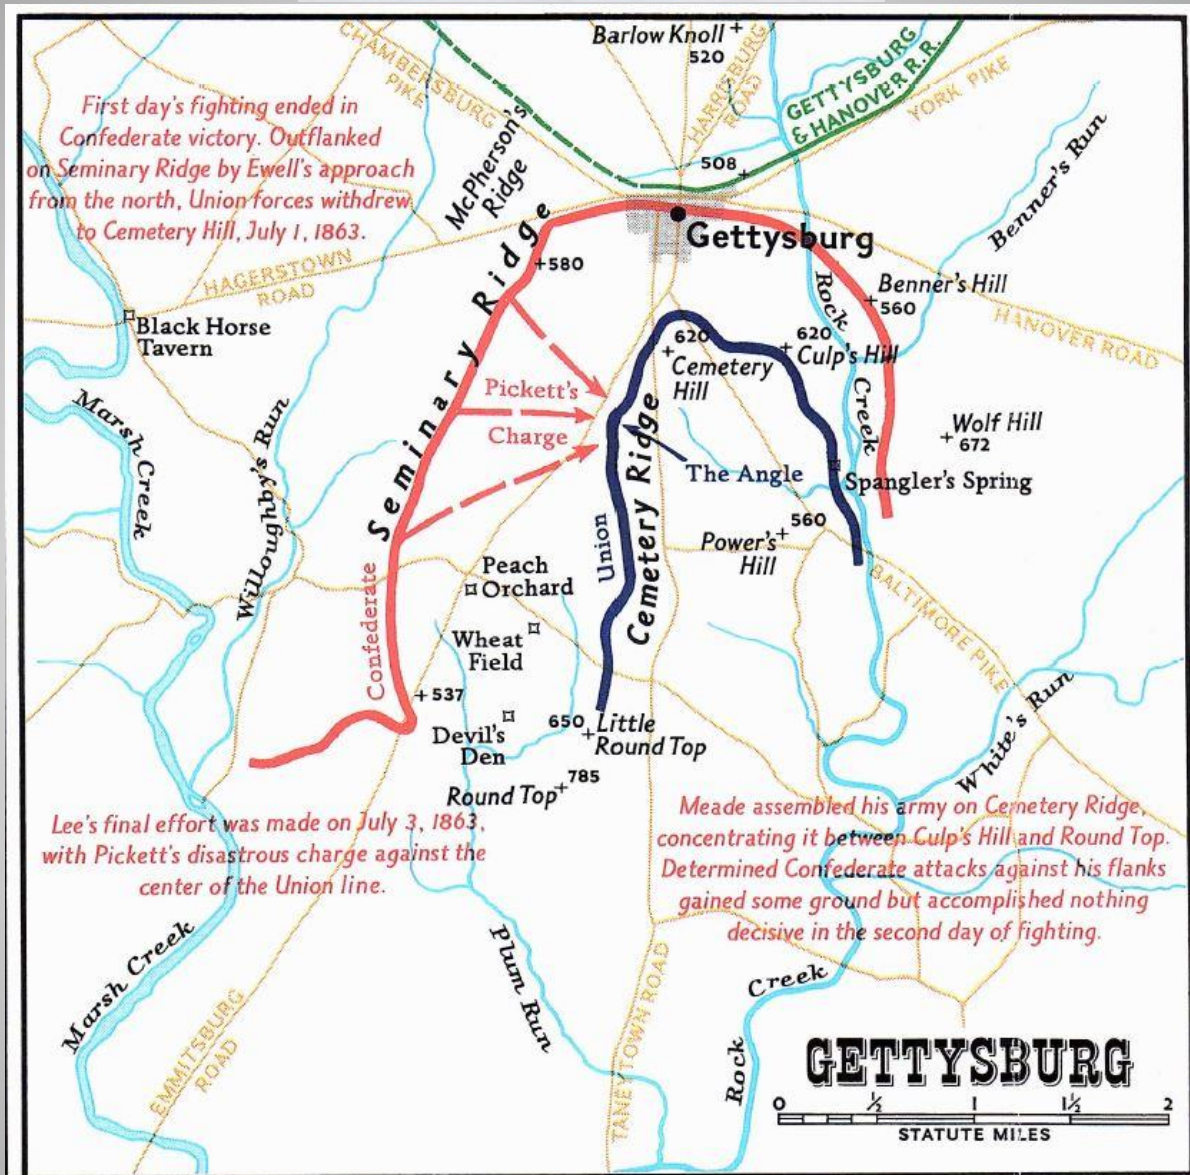 Barlow Knoll
520
CHAMBERSBURG
PIKE
HARRISBURG
ROAD
GETTYSBURG
& HANOVER R.R.
YORK PIKE
First day's fighting ended in
Confederate victory. Outflanked
on Seminary Ridge by Ewell's approach
from the north, Union forces withdrew
to Cemetery Hill, July 1, 1863.
McPherson's
Ridge
508
Benner's Run
Gettysburg
HAGERSTOWN
ROAD
580
Seminary Ridge
Rock
Creek
Benner's Hill
560
HANOVER ROAD
Black Horse
Tavern
620
Cemetery
Hill
620
Culp's Hill
Pickett's
Charge
Marsh
Creek
Willoughby's Run
Wolf Hill
672
The Angle
Spangler's Spring
Cemetery Ridge
Union
560
Power's
Hill
Confederate
Peach
Orchard
Wheat
Field
BALTIMORE PIKE
537
Devil's
Den
650
Little
Round Top
White's Run
Round Top
785
Lee's final effort was made on July 3, 1863,
with Pickett's disastrous charge against the
center of the Union line.
Meade assembled his army on Cemetery Ridge,
concentrating it between Culp's Hill and Round Top.
Determined Confederate attacks against his flanks
gained some ground but accomplished nothing
decisive in the second day of fighting.
Marsh Creek
Plum Run
EMMITSBURG
ROAD
TANEYTOWN ROAD
Rock
Creek
GETTYSBURG
0 ½ 1 1½ 2
STATUTE MILES